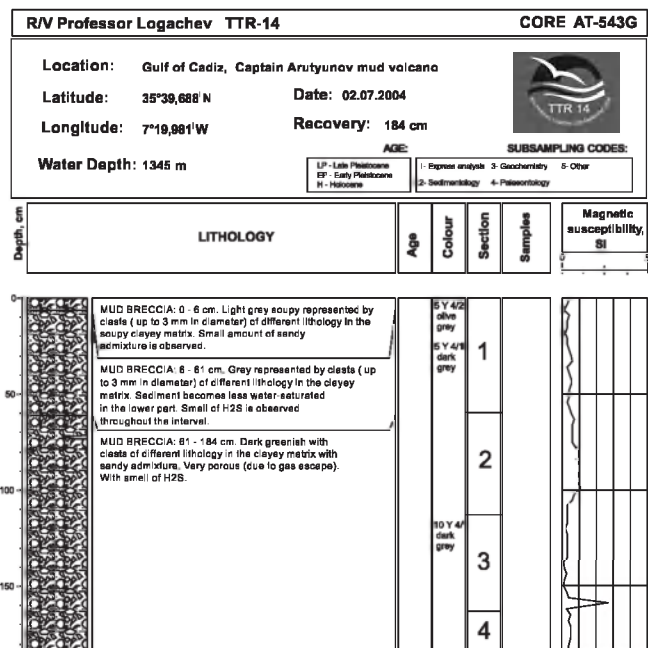 R/V Professor Logachev TTR-14 CORE AT-543G
Location: Gulf of Cadiz, Captain Arutyunov mud volcano
Latitude: 35°39,688'N Date: 02.07.2004
Longitude: 7°19,981'W Recovery: 184 cm
Water Depth: 1345 m
AGE: SUBSAMPLING CODES:
LP - Late Pleistocene
EP - Early Pleistocene
H - Holocene
1- Express analysis 3- Geochemistry 5- Other
2- Sedimentology 4- Paleontology
TTR 14
Depth, cm
LITHOLOGY
Age
Colour
Section
Samples
Magnetic
susceptibility,
SI
0
MUD BRECCIA: 0 - 6 cm. Light grey soupy represented by
clasts ( up to 3 mm in diameter) of different lithology in the
soupy clayey matrix. Small amount of sandy
admixture is observed.
MUD BRECCIA: 6 - 61 cm. Grey represented by clasts ( up
to 3 mm in diameter) of different lithology in the clayey
matrix. Sediment becomes less water-saturated
in the lower part. Smell of H2S is observed
throughout the interval.
MUD BRECCIA: 61 - 184 cm. Dark greenish with
clasts of different lithology in the clayey matrix with
sandy admixture. Very porous (due to gas escape).
With smell of H2S.
0
50
100
150
5 Y 4/2
olive
grey
5 Y 4/1
dark
grey
10 Y 4/
dark
grey
1
2
3
4